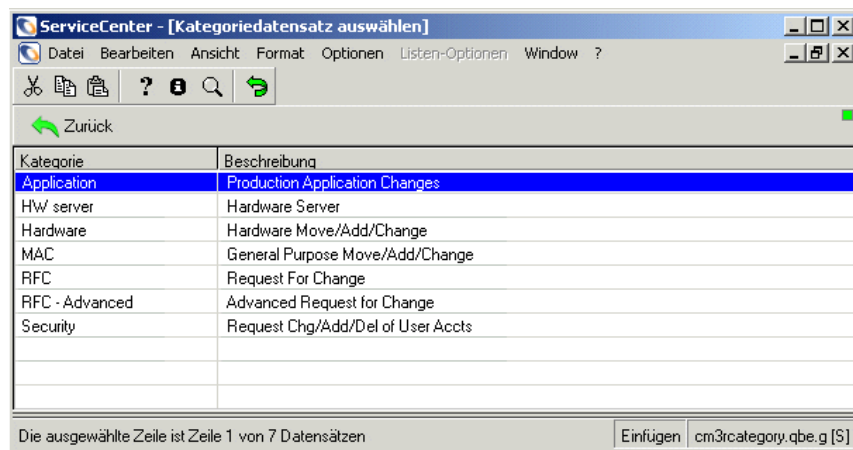 ServiceCenter - [Kategoriedatensatz auswählen]
Datei Bearbeiten Ansicht Format Optionen Listen-Optionen Window ?
Zurück
Kategorie Beschreibung
Application Production Application Changes
HW server Hardware Server
Hardware Hardware Move/Add/Change
MAC General Purpose Move/Add/Change
RFC Request For Change
RFC - Advanced Advanced Request for Change
Security Request Chg/Add/Del of User Accts
Die ausgewählte Zeile ist Zeile 1 von 7 Datensätzen Einfügen cm3rcategory.qbe.g [S]